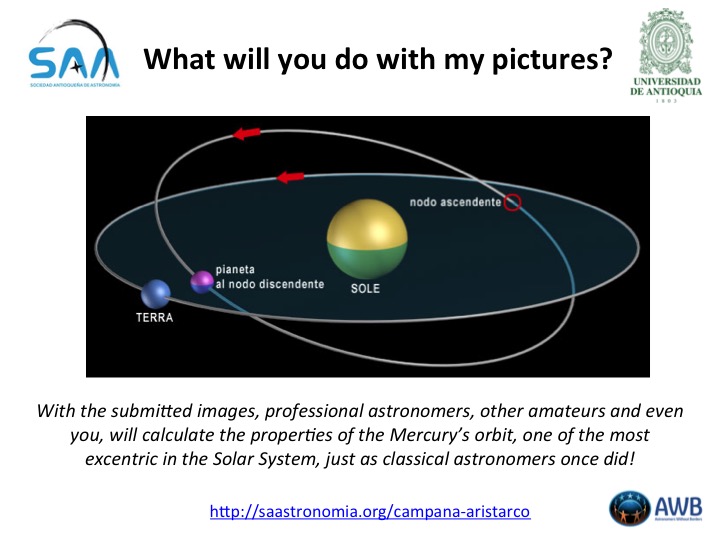 SAA
SOCIEDAD ANTIOQUEÑA DE ASTRONOMÍA
What will you do with my pictures?
UNIVERSIDAD
DE ANTIOQUIA
1803
nodo ascendente
pianeta
al nodo discendente
SOLE
TERRA
With the submitted images, professional astronomers, other amateurs and even
you, will calculate the properties of the Mercury's orbit, one of the most
excentric in the Solar System, just as classical astronomers once did!
http://saastronomia.org/campana-aristarco
AWB
Astronomers Without Borders